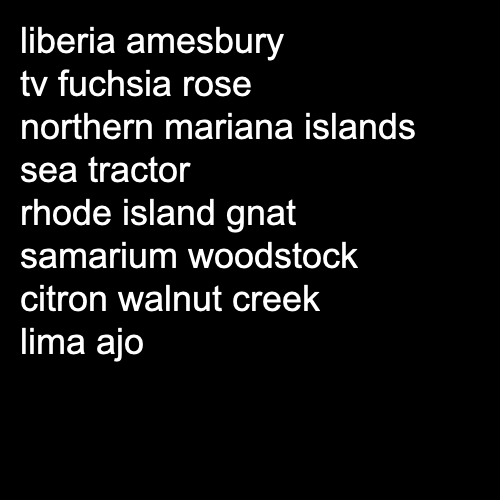 liberia amesbury
tv fuchsia rose
northern mariana islands
sea tractor
rhode island gnat
samarium woodstock
citron walnut creek
lima ajo